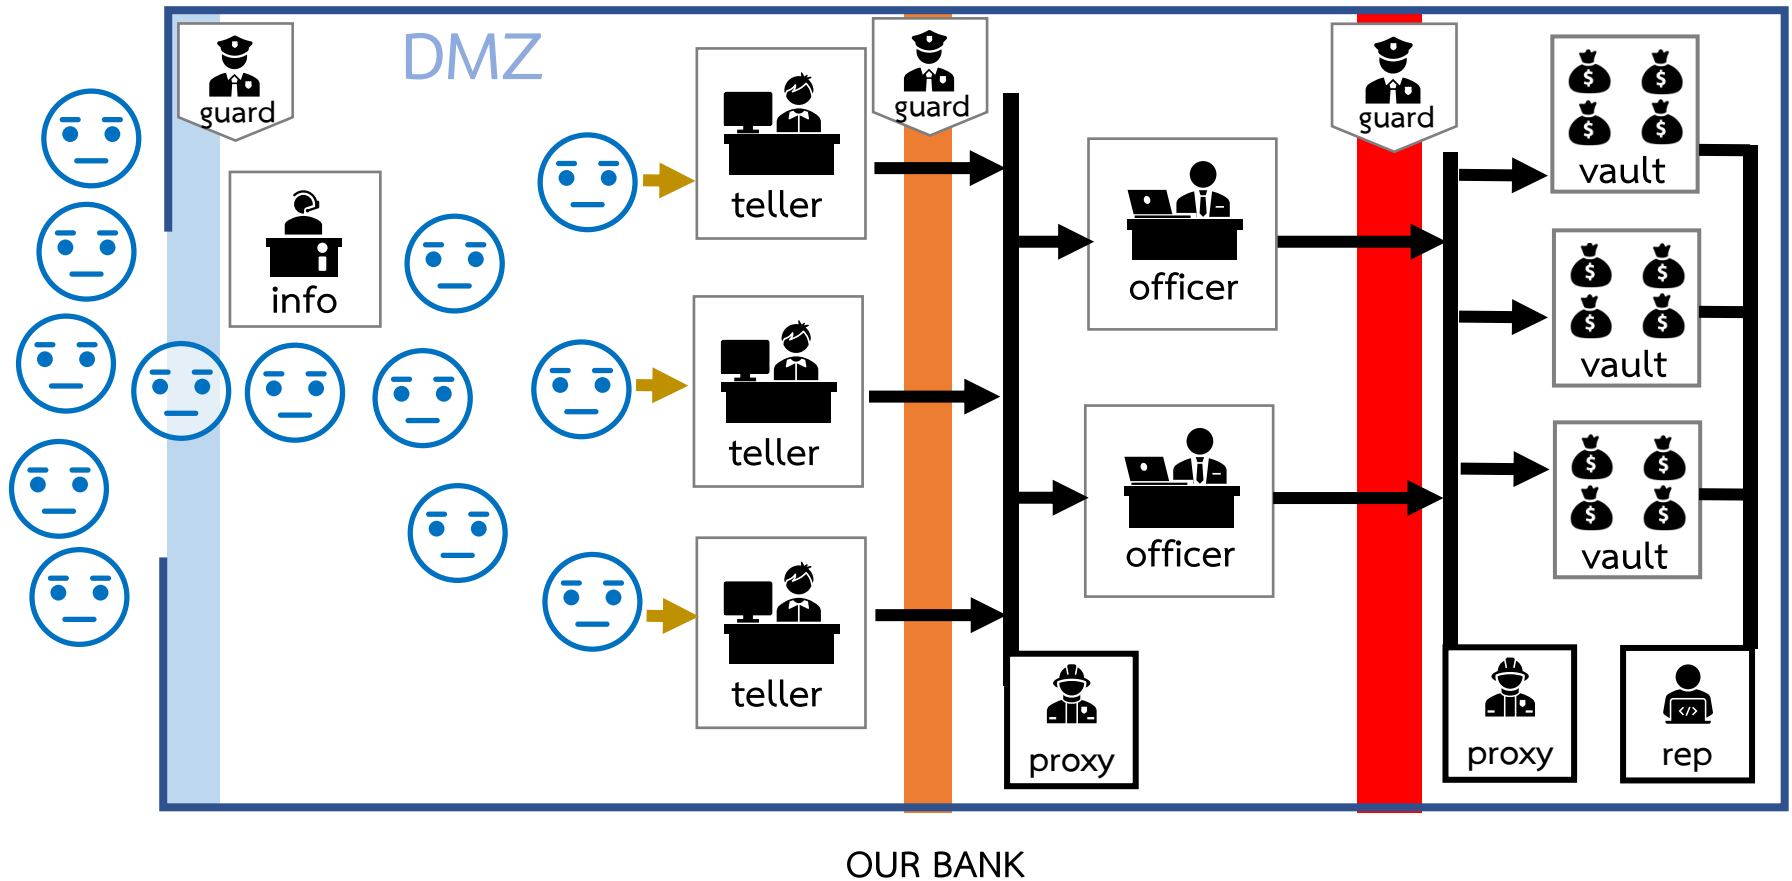 DMZ
guard
guard
guard
info
teller
teller
teller
officer
officer
$ $
$ $
vault
$ $
$ $
vault
$ $
$ $
vault
proxy
proxy
</>
rep
OUR BANK